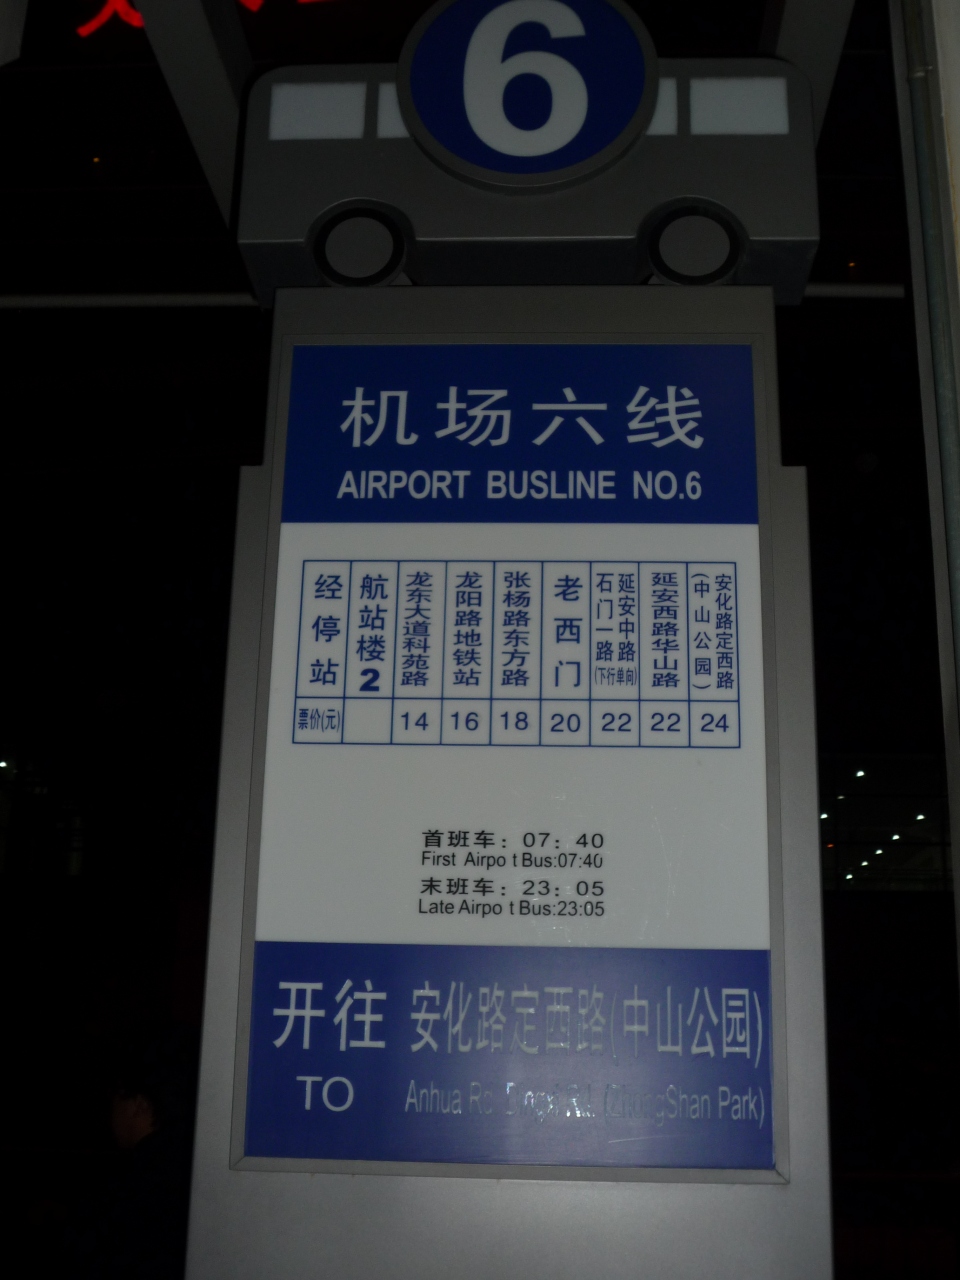 6
机场六线
AIRPORT BUSLINE NO.6
经停站
航站楼2
龙东大道科苑路
龙阳路地铁站
张杨路东方路
老西门
延安中路
石门一路
(下行单向)
延安西路华山路
安化路定西路
(中山公园)
票价(元)
14
16
18
20
22
22
24
首班车：07：40
First Airpo t Bus:07:40
末班车：23：05
Late Airpo t Bus:23:05
开往 安化路定西路(中山公园)
TO Anhua (ZhongShan Park)